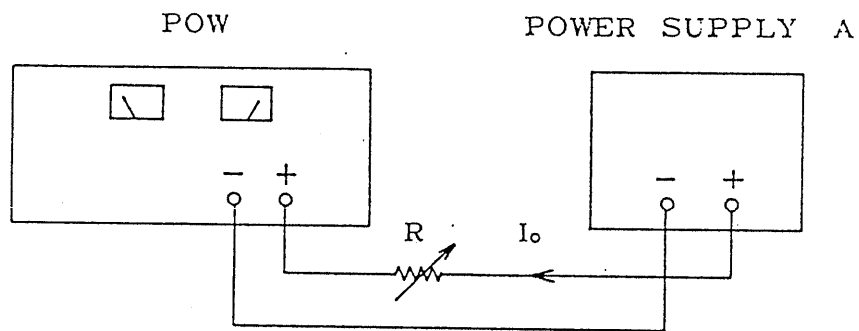 POW
POWER SUPPLY A
- +
- +
R
I₀